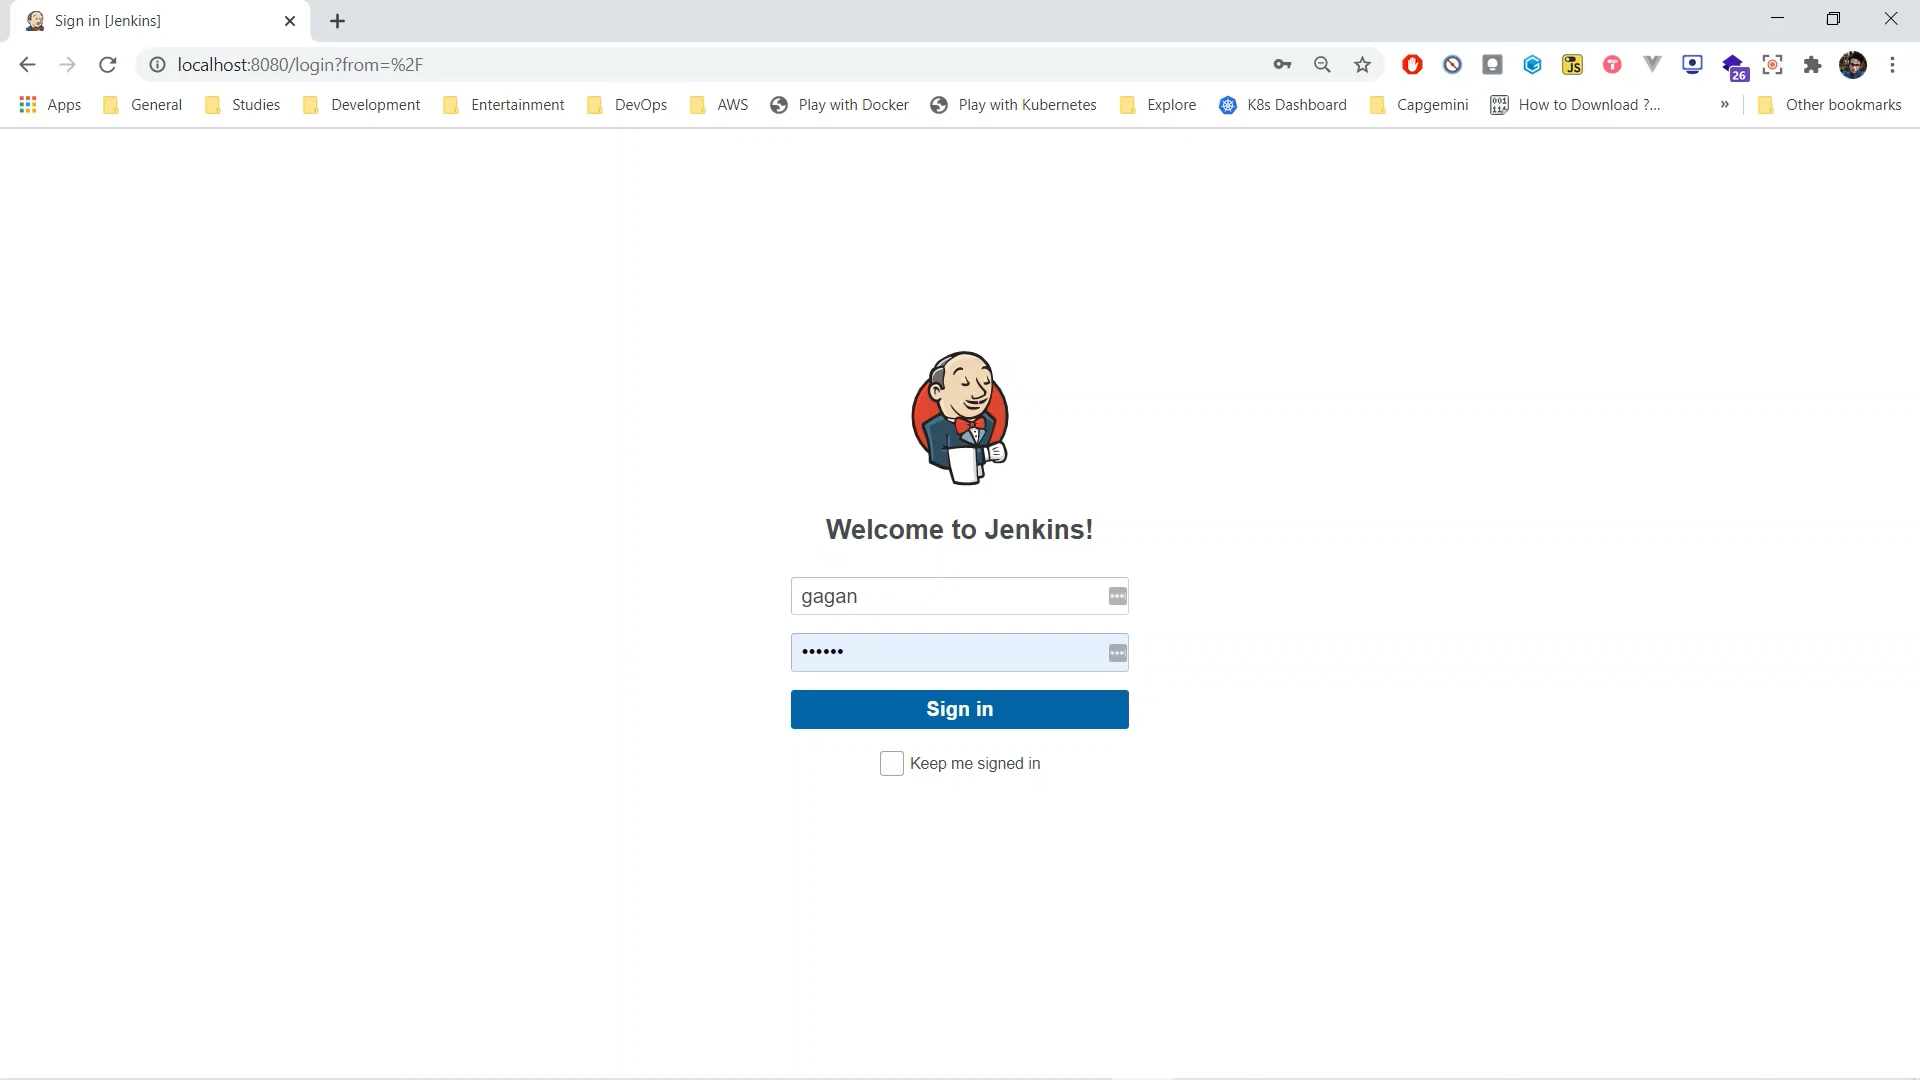 Sign in [Jenkins]
localhost:8080/login?from=%2F
JS
26
Apps General Studies Development Entertainment DevOps AWS Play with Docker Play with Kubernetes Explore K8s Dashboard Capgemini How to Download ?... » Other bookmarks
Welcome to Jenkins!
gagan
••••••
Sign in
Keep me signed in